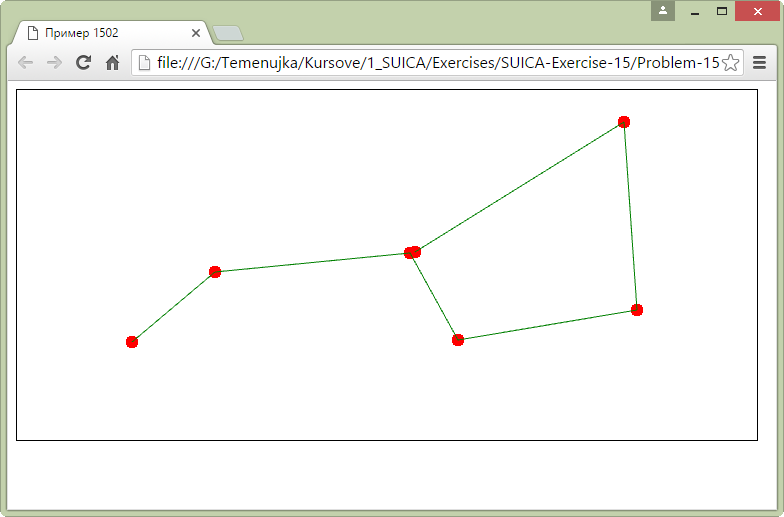 Пример 1502
file:///G:/Temenujka/Kursove/1_SUICA/Exercises/SUICA-Exercise-15/Problem-15